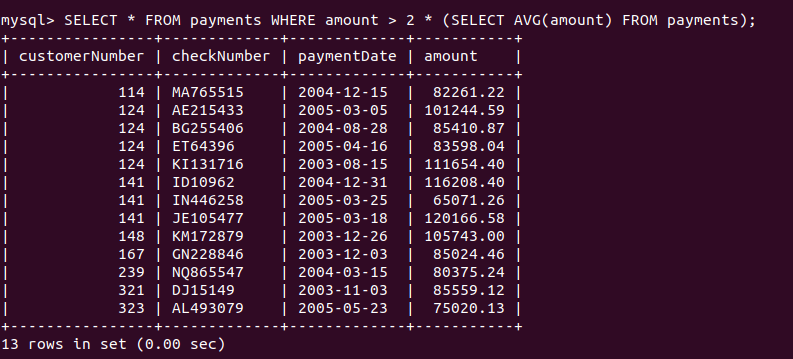 mysql> SELECT * FROM payments WHERE amount > 2 * (SELECT AVG(amount) FROM payments);
+----------------+-------------+-------------+-----------+
| customerNumber | checkNumber | paymentDate | amount    |
+----------------+-------------+-------------+-----------+
|            114 | MA765515    | 2004-12-15  |  82261.22 |
|            124 | AE215433    | 2005-03-05  | 101244.59 |
|            124 | BG255406    | 2004-08-28  |  85410.87 |
|            124 | ET64396     | 2005-04-16  |  83598.04 |
|            124 | KI131716    | 2003-08-15  | 111654.40 |
|            141 | ID10962     | 2004-12-31  | 116208.40 |
|            141 | IN446258    | 2005-03-25  |  65071.26 |
|            141 | JE105477    | 2005-03-18  | 120166.58 |
|            148 | KM172879    | 2003-12-26  | 105743.00 |
|            167 | GN228846    | 2003-12-03  |  85024.46 |
|            239 | NQ865547    | 2004-03-15  |  80375.24 |
|            321 | DJ15149     | 2003-11-03  |  85559.12 |
|            323 | AL493079    | 2005-05-23  |  75020.13 |
+----------------+-------------+-------------+-----------+
13 rows in set (0.00 sec)